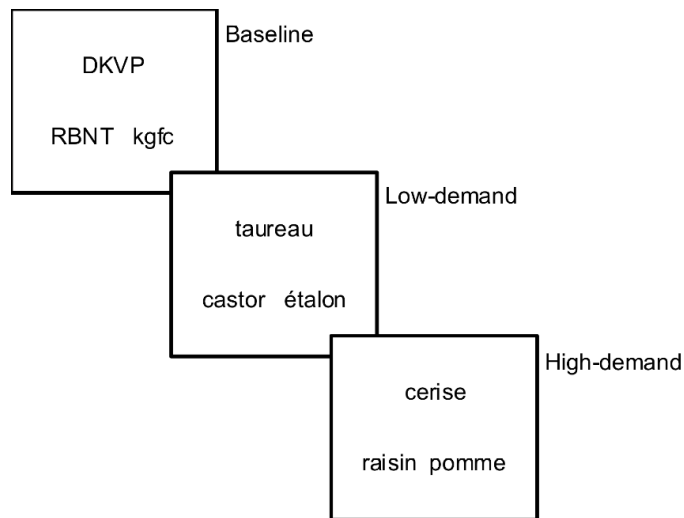 Baseline
DKVP
RBNT kgfc
Low-demand
taureau
castor étalon
High-demand
cerise
raisin pomme